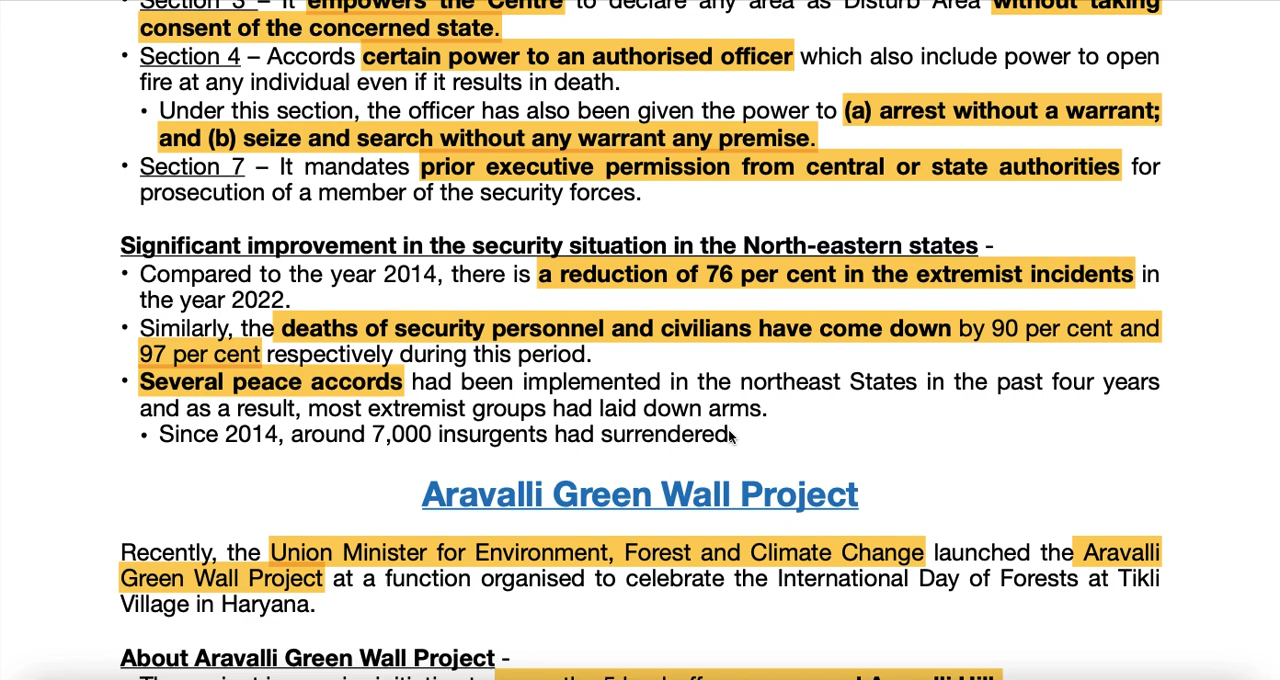 • Section 3 – It empowers the Centre to declare any area as Disturb Area without taking
consent of the concerned state.
• Section 4 – Accords certain power to an authorised officer which also include power to open
fire at any individual even if it results in death.
• Under this section, the officer has also been given the power to (a) arrest without a warrant;
and (b) seize and search without any warrant any premise.
• Section 7 – It mandates prior executive permission from central or state authorities for
prosecution of a member of the security forces.
Significant improvement in the security situation in the North-eastern states -
• Compared to the year 2014, there is a reduction of 76 per cent in the extremist incidents in
the year 2022.
• Similarly, the deaths of security personnel and civilians have come down by 90 per cent and
97 per cent respectively during this period.
• Several peace accords had been implemented in the northeast States in the past four years
and as a result, most extremist groups had laid down arms.
• Since 2014, around 7,000 insurgents had surrendered.
Aravalli Green Wall Project
Recently, the Union Minister for Environment, Forest and Climate Change launched the Aravalli
Green Wall Project at a function organised to celebrate the International Day of Forests at Tikli
Village in Haryana.
About Aravalli Green Wall Project -